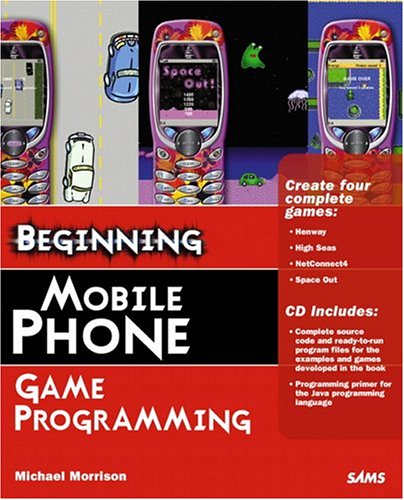 Space
Out!
GAME OVER
Create four
complete
games:
• Henway
• High Seas
• NetConnect4
• Space Out
BEGINNING
MOBILE
PHONE
GAME
PROGRAMMING
CD Includes:
• Complete source
code and ready-to-run
program files for the
examples and games
developed in the book
• Programming primer for
the Java programming
language
Michael Morrison
SAMS